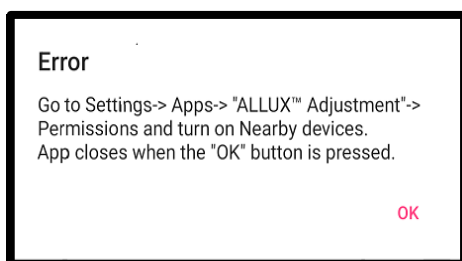 Error
Go to Settings-> Apps-> "ALLUX™ Adjustment"->
Permissions and turn on Nearby devices.
App closes when the "OK" button is pressed.
OK